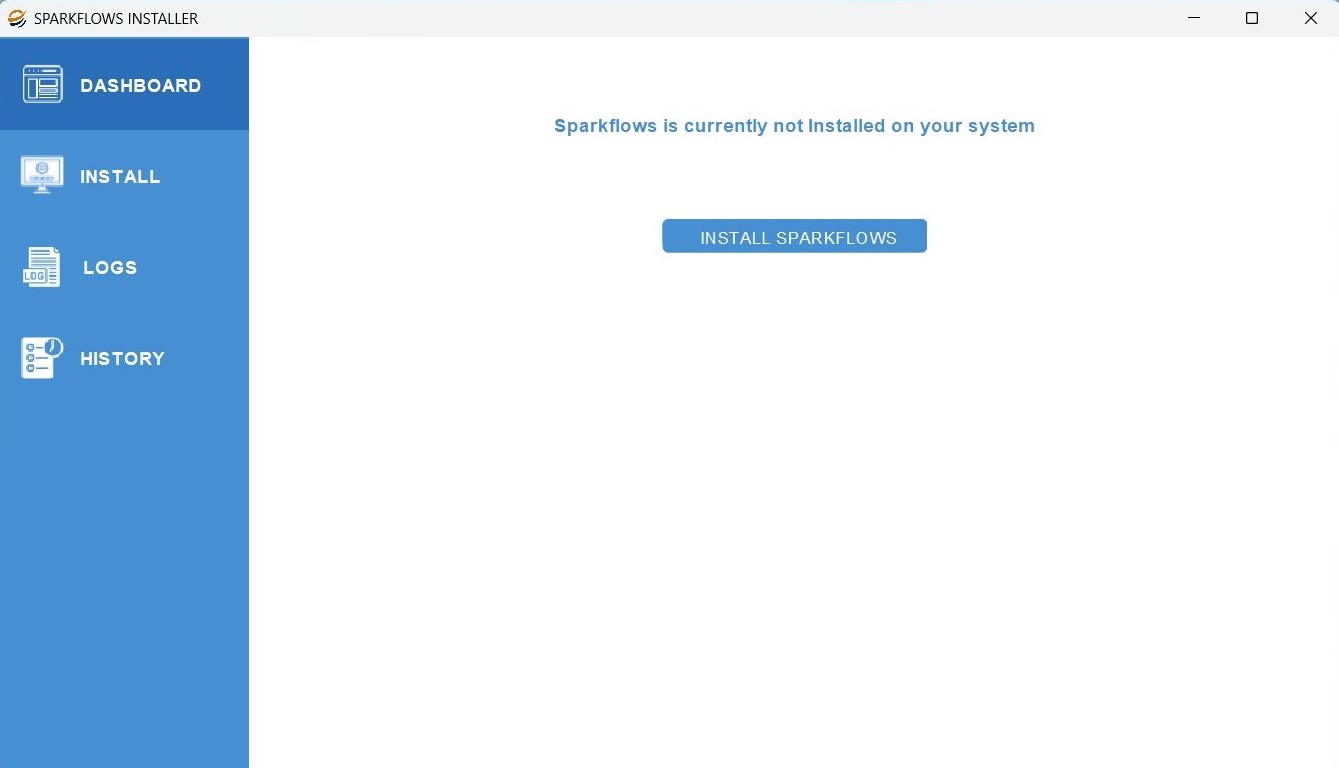 SPARKFLOWS INSTALLER
DASHBOARD
INSTALL
LOG
LOGS
HISTORY
Sparkflows is currently not Installed on your system
INSTALL SPARKFLOWS